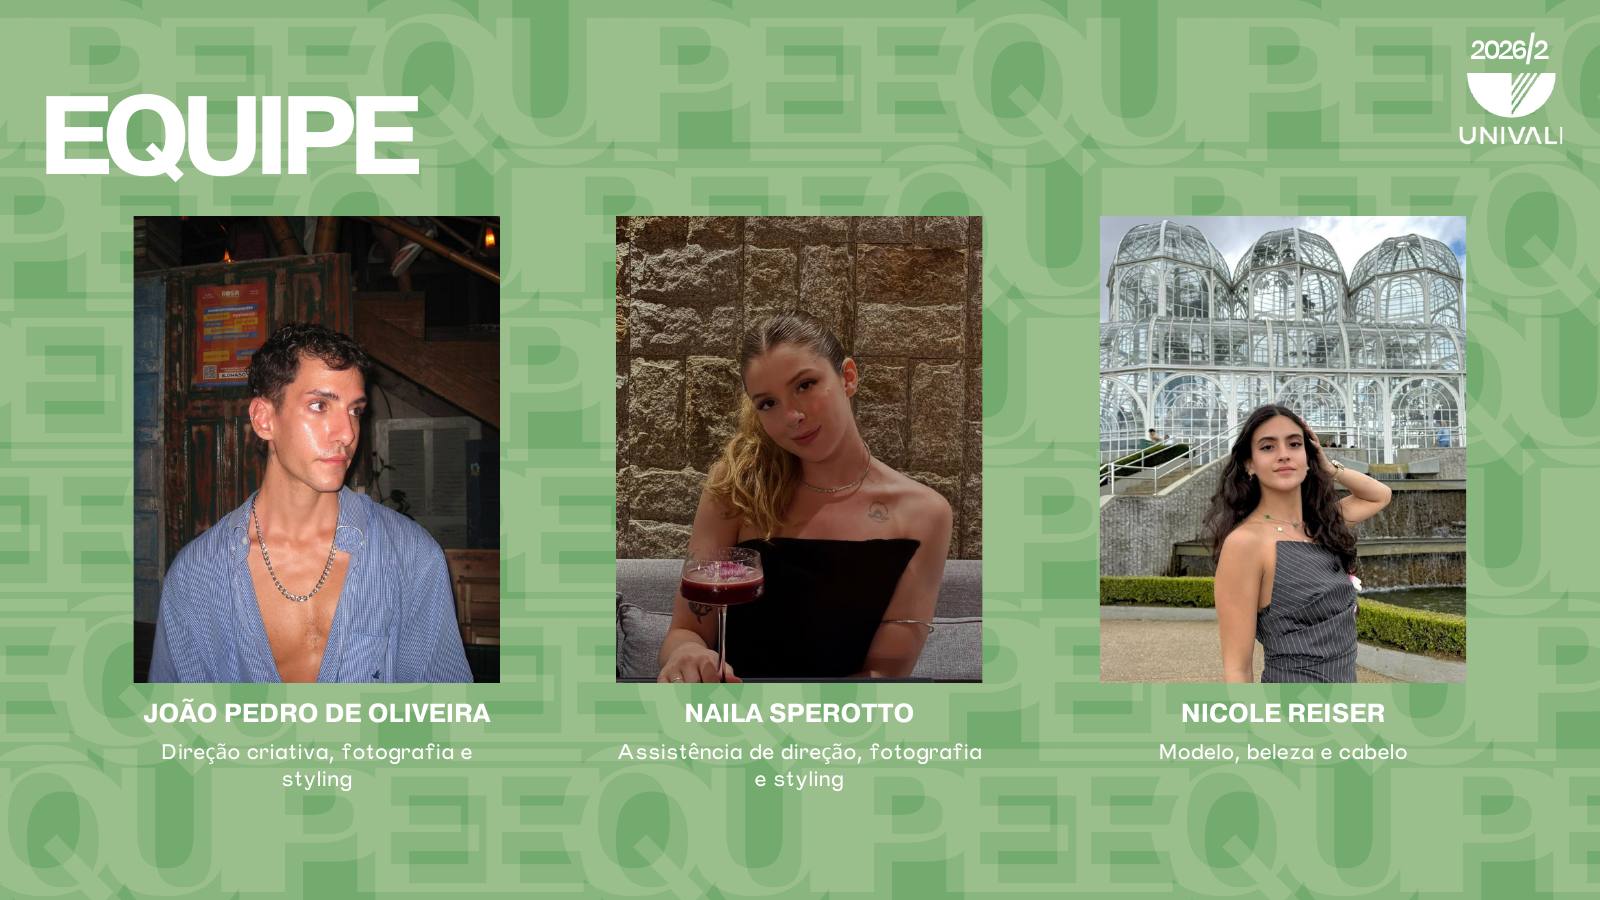 2026/2
UNIVALI
EQUIPE
ROSA
JOÃO PEDRO DE OLIVEIRA
Direção criativa, fotografia e
styling
NAILA SPEROTTO
Assistência de direção, fotografia
e styling
NICOLE REISER
Modelo, beleza e cabelo